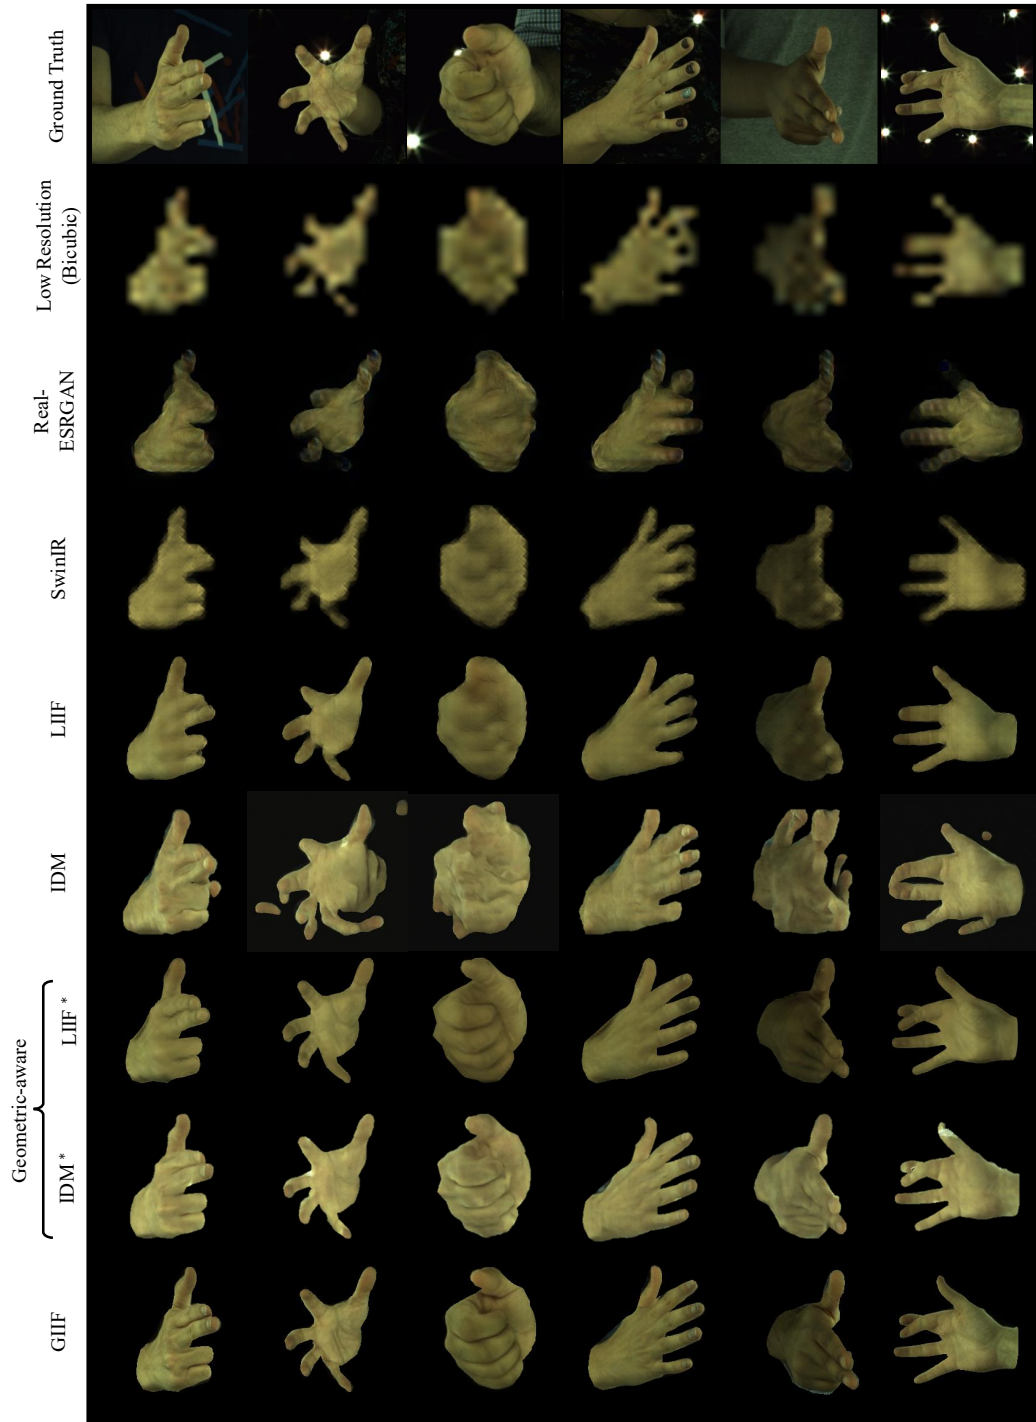 Ground Truth
Low Resolution
(Bicubic)
Real-
ESRGAN
SwinIR
LIIF
IDM
Geometric-aware
LIIF *
IDM *
GIIF